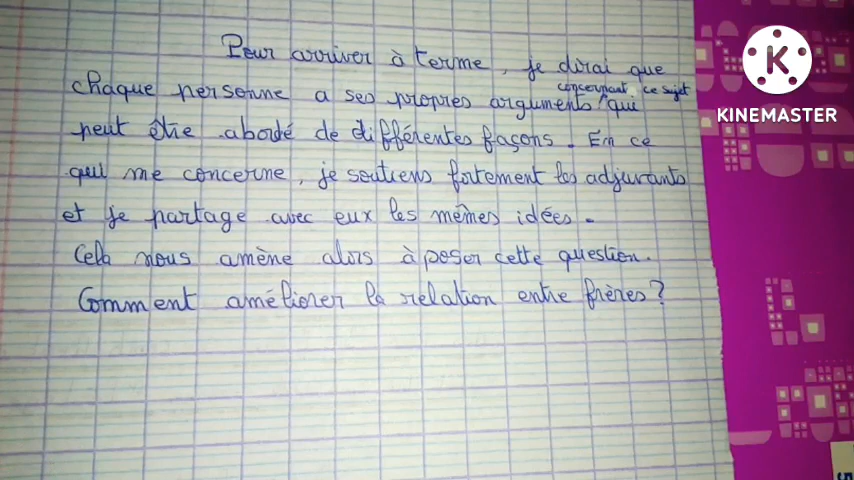 Pour arriver à terme, je dirai que
chaque personne a ses propres arguments concernant ce sujet que
peut être abordé de différentes façons. En ce
qui me concerne, je soutiens fortement les adjuvants
et je partage avec eux les mêmes idées.
Cela nous amène alors à poser cette question.
Comment améliorer la relation entre frères?
K
KINEMASTER
5